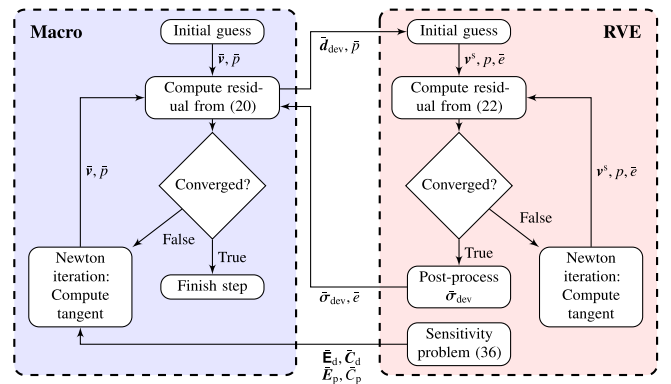 Macro
Initial guess
v̄, p̄
Compute resid-
ual from (20)
Converged?
v̄, p̄
False
True
Newton
iteration:
Compute
tangent
Finish step
d̄dev, p̄
σ̄dev, ē
Ēd, C̄d
Ēp, C̄p
RVE
Initial guess
vˢ, p, ē
Compute resid-
ual from (22)
Converged?
vˢ, p, ē
False
True
Post-process
σ̄dev
Newton
iteration:
Compute
tangent
Sensitivity
problem (36)